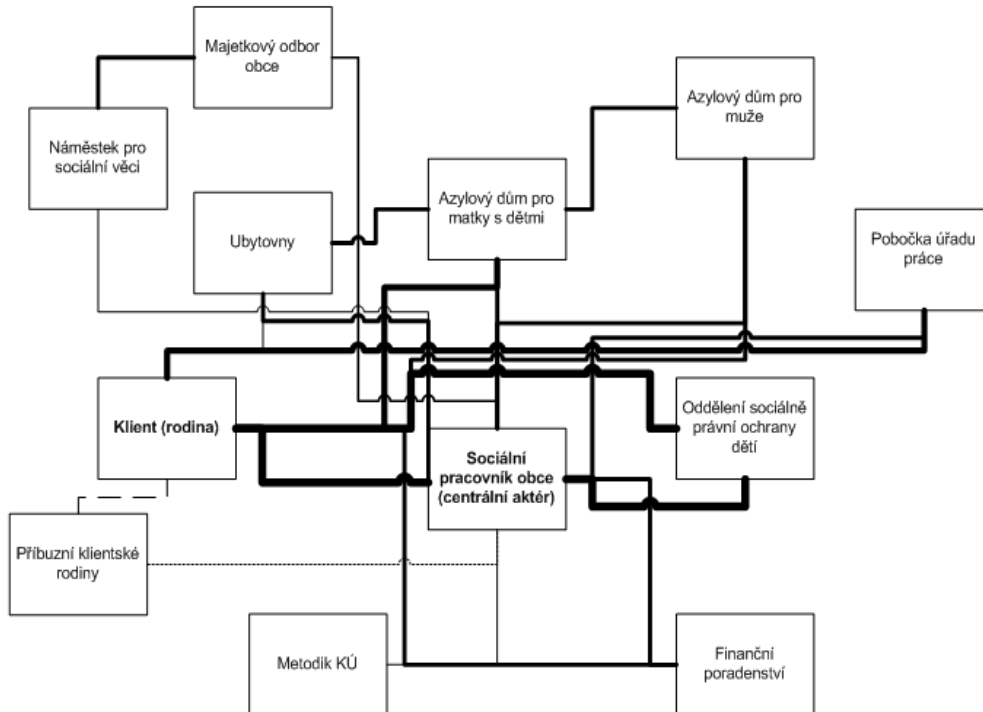 Majetkový odbor
obce
Azylový dům pro
muže
Náměstek pro
sociální věci
Azylový dům pro
matky s dětmi
Ubytovny
Pobočka úřadu
práce
Klient (rodina)
Oddělení sociálně
právní ochrany
dětí
Sociální
pracovník obce
(centrální aktér)
Příbuzní klientské
rodiny
Metodik KÚ
Finanční
poradenství